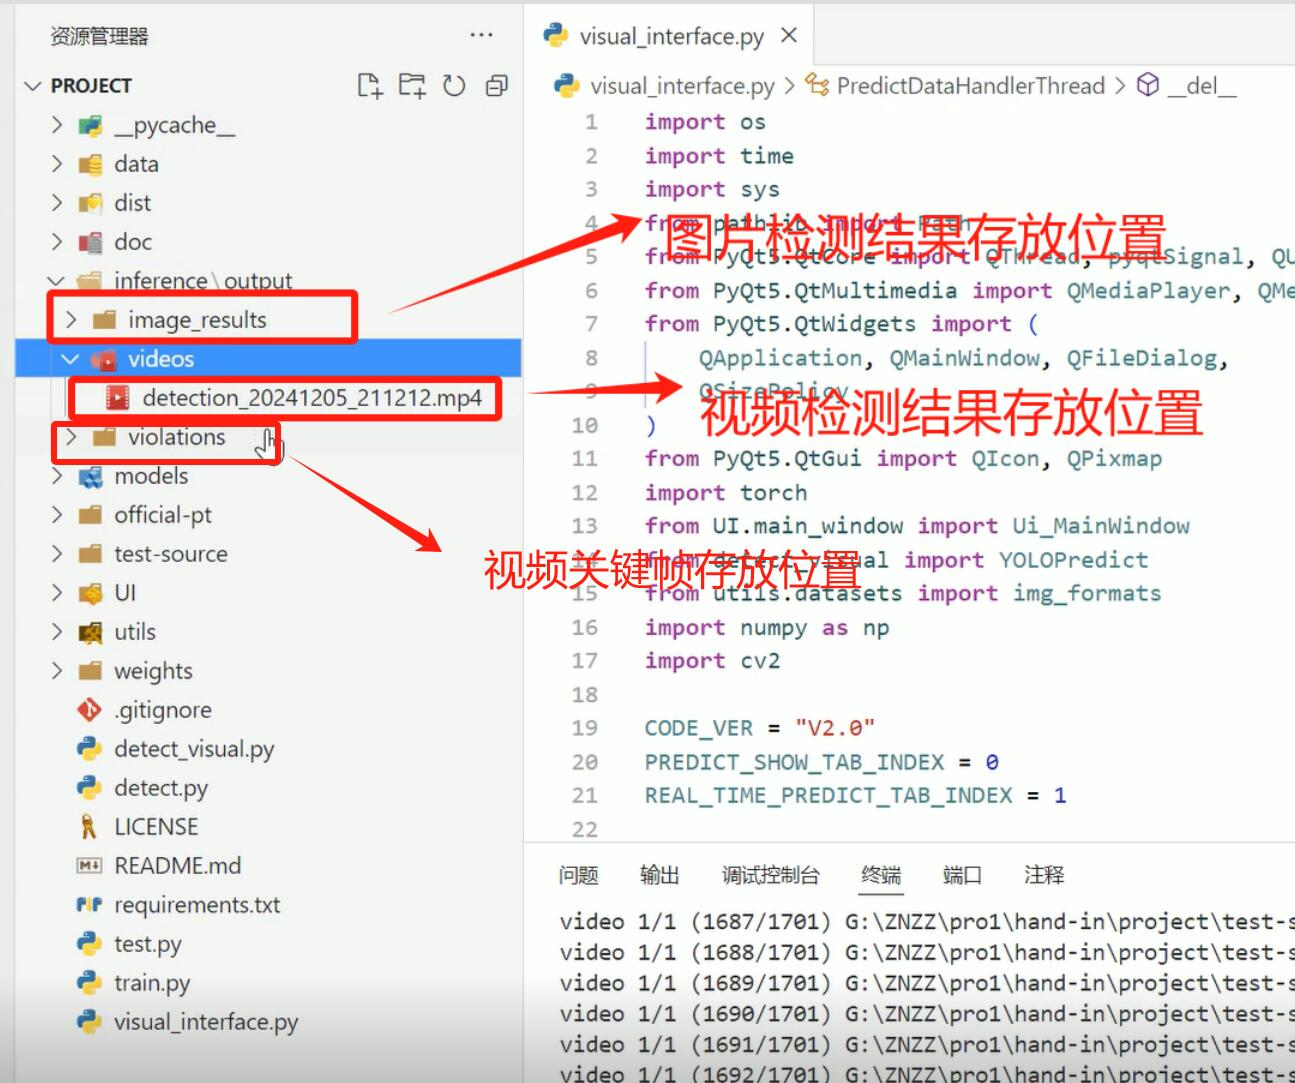 资源管理器
PROJECT
__pycache__
data
dist
doc
inference\output
image_results
videos
detection_20241205_211212.mp4
violations
models
official-pt
test-source
UI
utils
weights
.gitignore
detect_visual.py
detect.py
LICENSE
README.md
requirements.txt
test.py
train.py
visual_interface.py
visual_interface.py
visual_interface.py > PredictDataHandlerThread > __del__
1 import os
2 import time
3 import sys
4 from pathlib import Path
图片检测结果存放位置
5 from PyQt5.QtCore import QThread, pyqtSignal, QU
6 from PyQt5.QtMultimedia import QMediaPlayer, QMe
7 from PyQt5.QtWidgets import (
8 QApplication, QMainWindow, QFileDialog,
9 QSizePolicy
视频检测结果存放位置
10 )
11 from PyQt5.QtGui import QIcon, QPixmap
12 import torch
13 from UI.main_window import Ui_MainWindow
14 from detect_visual import YOLOPredict
视频关键帧存放位置
15 from utils.datasets import img_formats
16 import numpy as np
17 import cv2
18
19 CODE_VER = "V2.0"
20 PREDICT_SHOW_TAB_INDEX = 0
21 REAL_TIME_PREDICT_TAB_INDEX = 1
22
问题 输出 调试控制台 终端 端口 注释
video 1/1 (1687/1701) G:\ZNZZ\pro1\hand-in\project\test-s
video 1/1 (1688/1701) G:\ZNZZ\pro1\hand-in\project\test-s
video 1/1 (1689/1701) G:\ZNZZ\pro1\hand-in\project\test-s
video 1/1 (1690/1701) G:\ZNZZ\pro1\hand-in\project\test-s
video 1/1 (1691/1701) G:\ZNZZ\pro1\hand-in\project\test-s
video 1/1 (1692/1701) G:\ZNZZ\pro1\hand-in\project\test-s